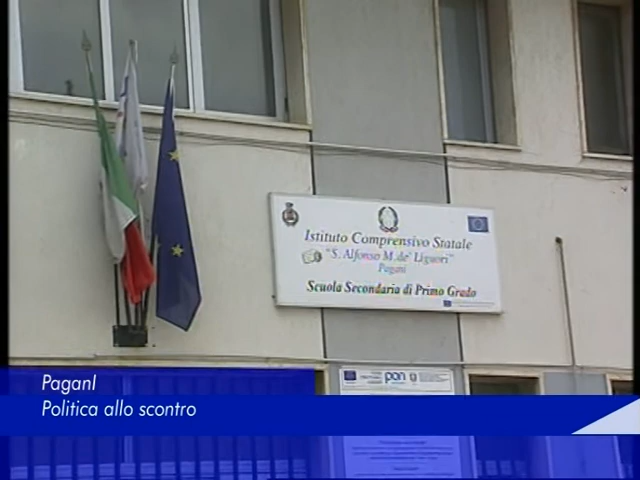 Istituto Comprensivo Statale
"S. Alfonso M. de' Liguori"
Pagani
Scuola Secondaria di Primo Grado
pon
PaganI
Politica allo scontro